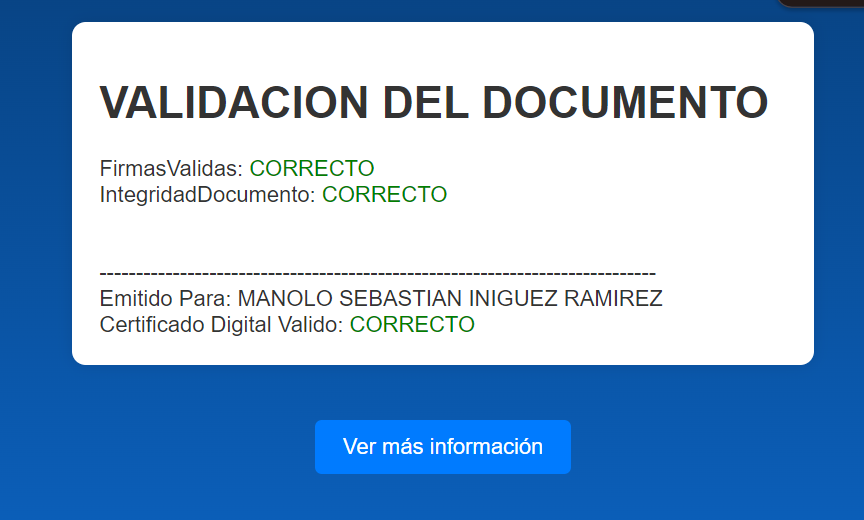 VALIDACION DEL DOCUMENTO
FirmasValidas: CORRECTO
IntegridadDocumento: CORRECTO
----------------------------------------------------------------------------
Emitido Para: MANOLO SEBASTIAN INIGUEZ RAMIREZ
Certificado Digital Valido: CORRECTO
Ver más información